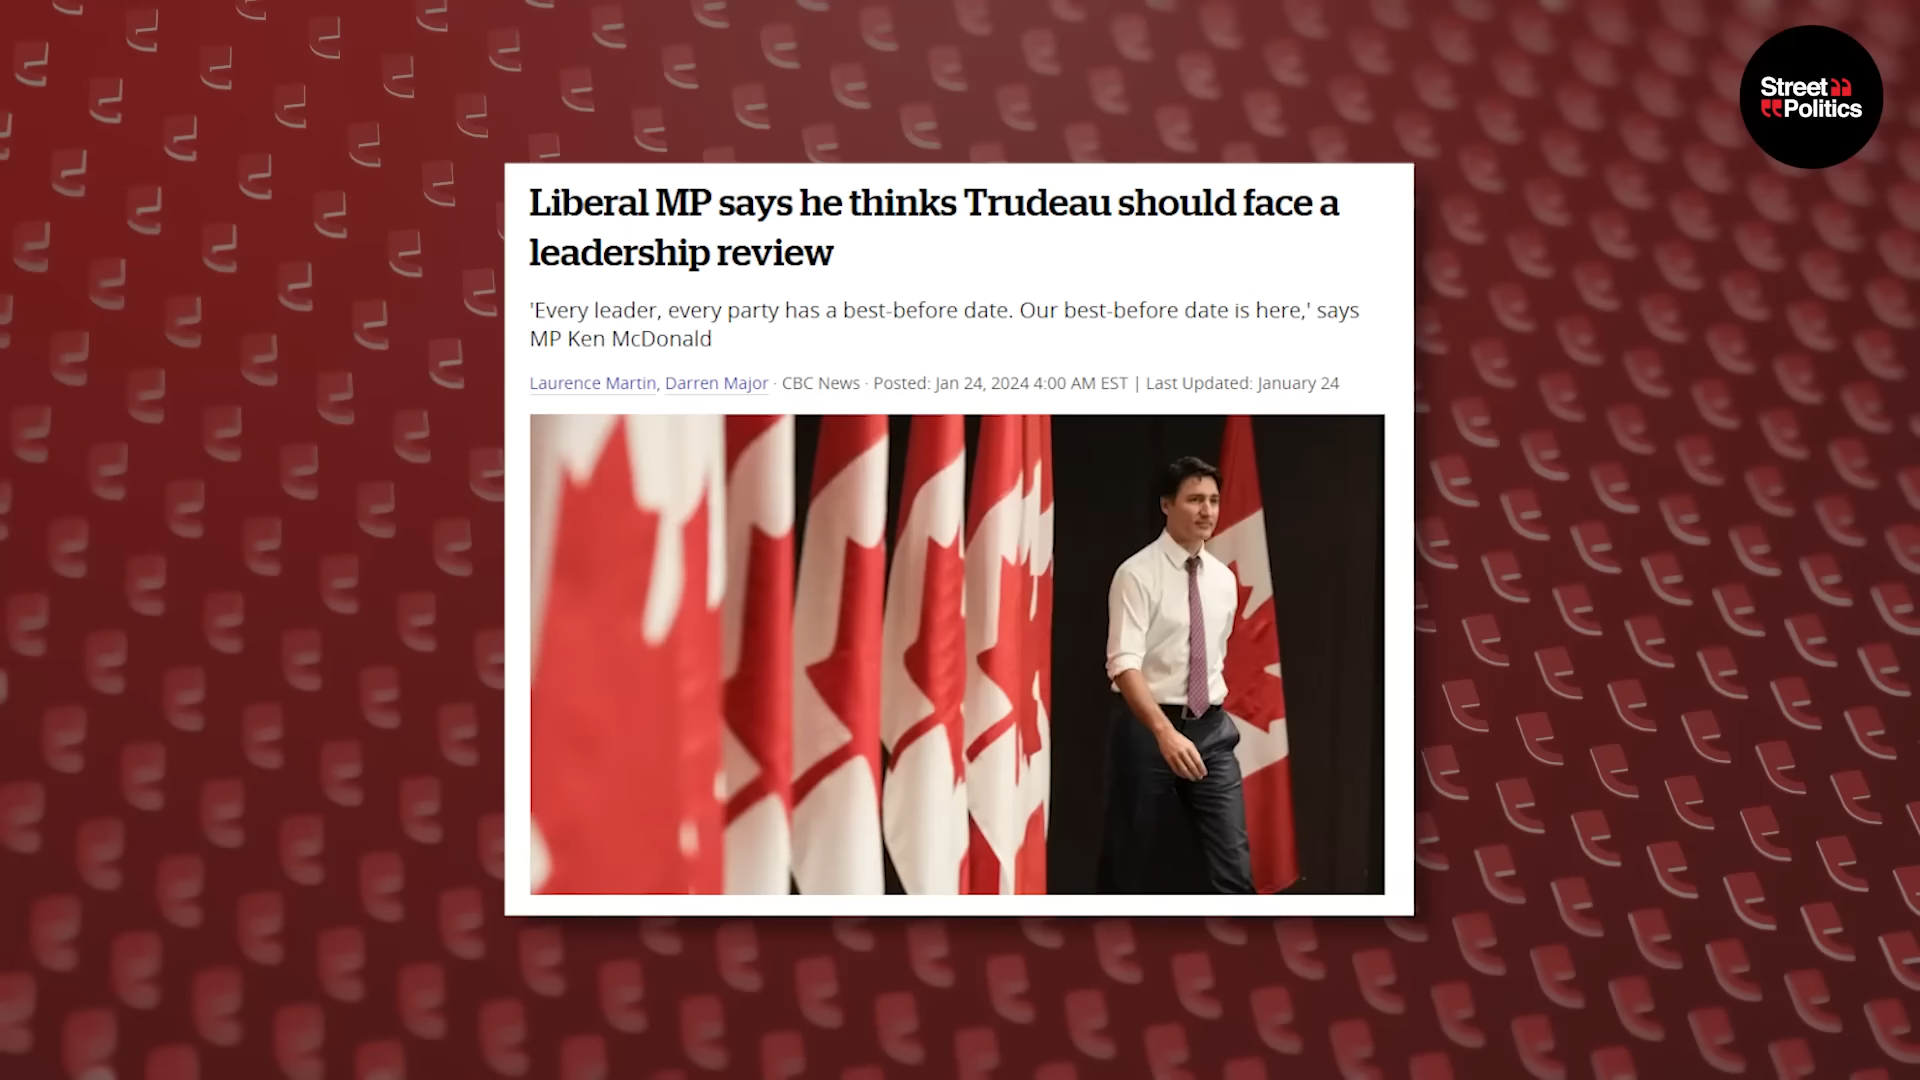 Street
Politics
Liberal MP says he thinks Trudeau should face a
leadership review
'Every leader, every party has a best-before date. Our best-before date is here,' says
MP Ken McDonald
Laurence Martin, Darren Major · CBC News · Posted: Jan 24, 2024 4:00 AM EST | Last Updated: January 24